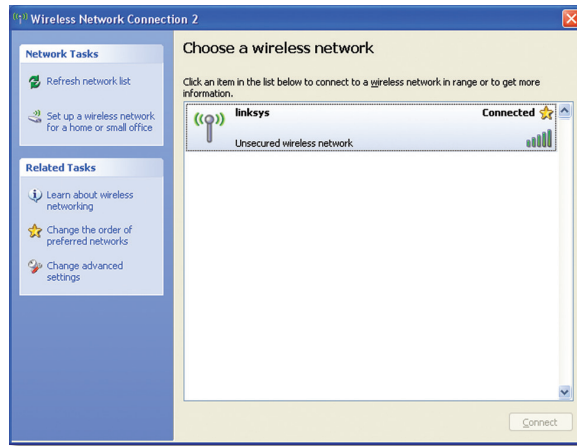 Wireless Network Connection 2
Network Tasks
Refresh network list
Set up a wireless network
for a home or small office
Related Tasks
Learn about wireless
networking
Change the order of
preferred networks
Change advanced
settings
Choose a wireless network
Click an item in the list below to connect to a wireless network in range or to get more
information.
linksys
Connected
Unsecured wireless network
Connect